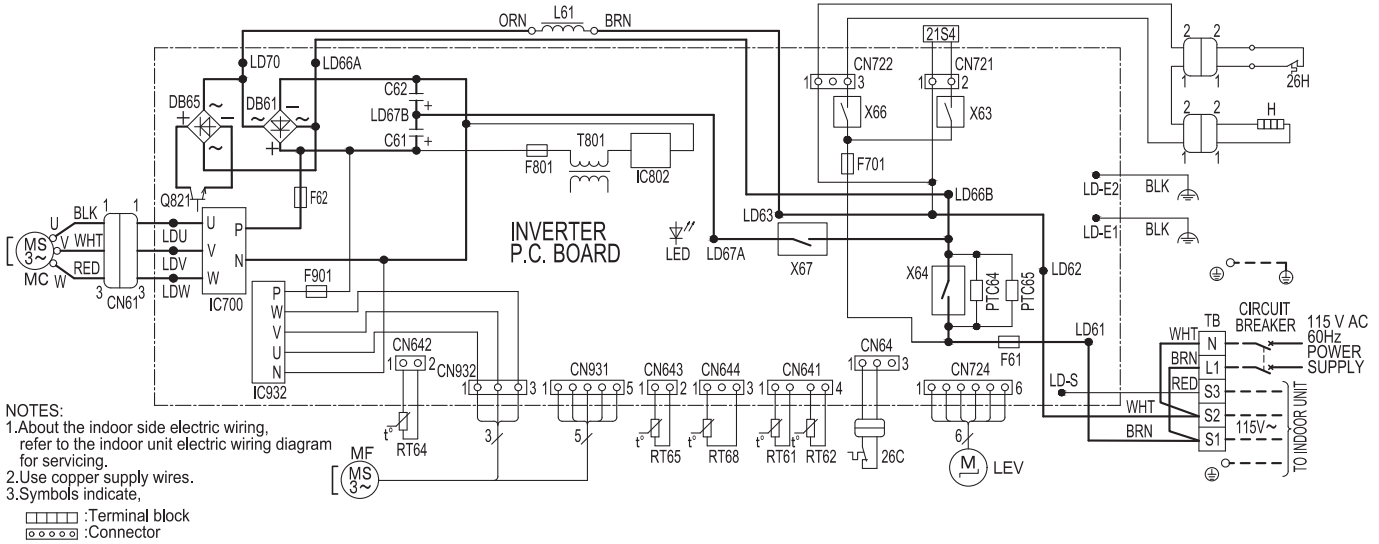 ORN L61 BRN
21S4
LD70 LD66A
CN722 CN721
1 3 1 2
2 2
1 1
26H
DB65 DB61
C62
LD67B
C61
X66 X63
2 2
1 1
H
T801
F801 IC802
F701
Q821
F62
LD66B
LD-E2 BLK
LD63
LD-E1 BLK
U BLK 1 1
V WHT
W RED 3 3
MS
3~
MC
CN61
LDU
LDV
LDW
U
V
W
P
N
IC700
INVERTER
P.C. BOARD
LED
LD67A
X67
X64
PTC64
PTC65
LD62
F901
P
W
V
U
N
IC932
LD61
F61
CIRCUIT
BREAKER
115 V AC
60Hz
POWER
SUPPLY
TB
WHT N
BRN L1
RED S3
WHT S2
BRN S1
115V~
TO INDOOR UNIT
LD-S
CN642
1 2
CN932
1 3
CN931
1 5
CN643
1 2
CN644
1 3
CN641
1 4
CN64
1 3
CN724
1 6
t° RT64
3
5
t° RT65
t° RT68
t° RT61
t° RT62
26C
6
M
LEV
MF
MS
3~
NOTES:
1.About the indoor side electric wiring,
refer to the indoor unit electric wiring diagram
for servicing.
2.Use copper supply wires.
3.Symbols indicate,
:Terminal block
:Connector